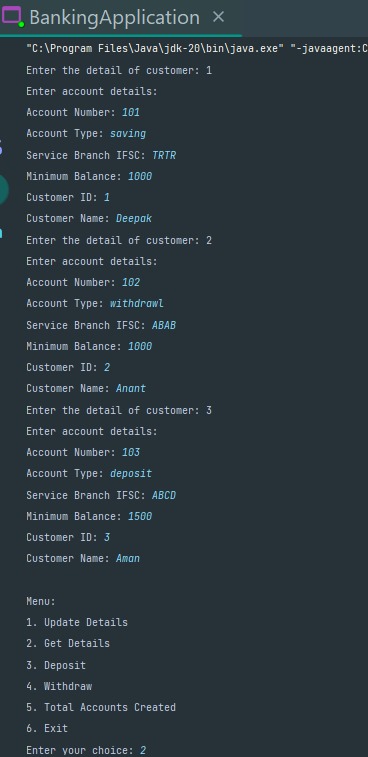 BankingApplication
"C:\Program Files\Java\jdk-20\bin\java.exe" "-javaagent:C
Enter the detail of customer: 1
Enter account details:
Account Number: 101
Account Type: saving
Service Branch IFSC: TRTR
Minimum Balance: 1000
Customer ID: 1
Customer Name: Deepak
Enter the detail of customer: 2
Enter account details:
Account Number: 102
Account Type: withdrawl
Service Branch IFSC: ABAB
Minimum Balance: 1000
Customer ID: 2
Customer Name: Anant
Enter the detail of customer: 3
Enter account details:
Account Number: 103
Account Type: deposit
Service Branch IFSC: ABCD
Minimum Balance: 1500
Customer ID: 3
Customer Name: Aman
Menu:
1. Update Details
2. Get Details
3. Deposit
4. Withdraw
5. Total Accounts Created
6. Exit
Enter your choice: 2